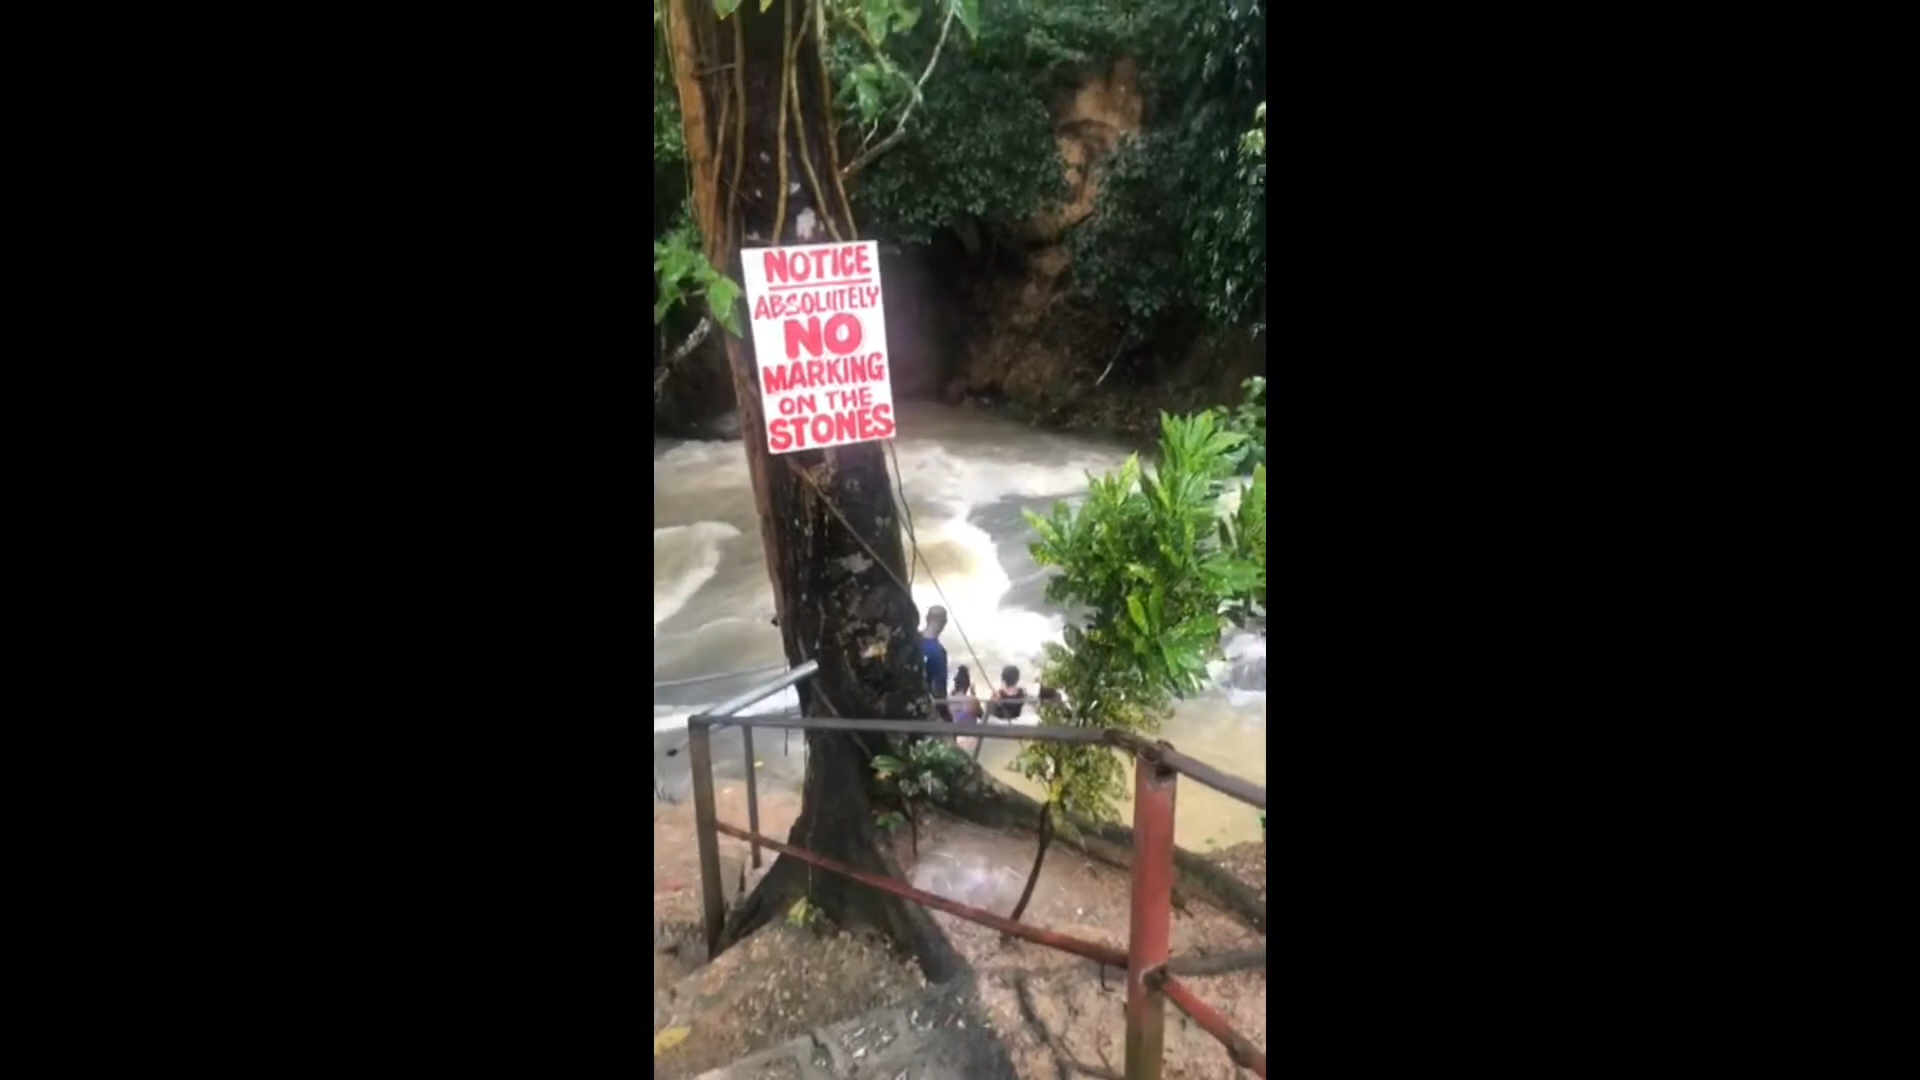 NOTICE
ABSOLUTELY
NO
MARKING
ON THE
STONES